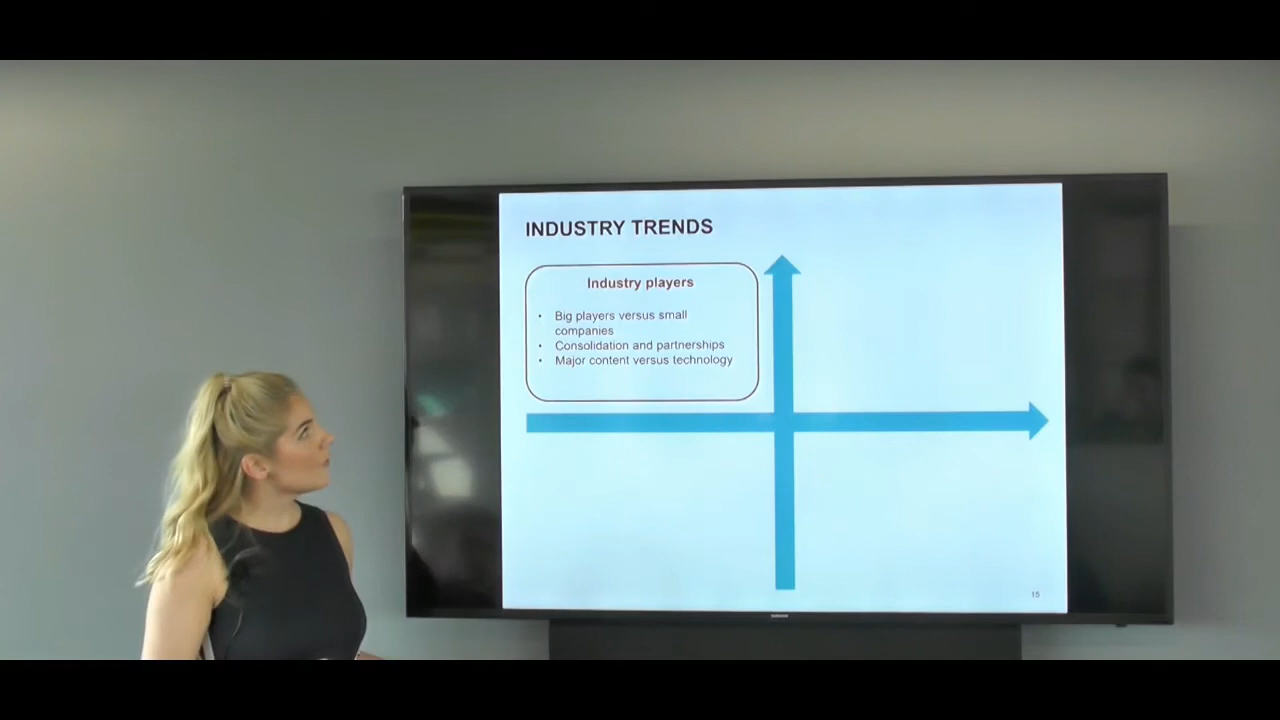 INDUSTRY TRENDS
Industry players
• Big players versus small
companies
• Consolidation and partnerships
• Major content versus technology
15